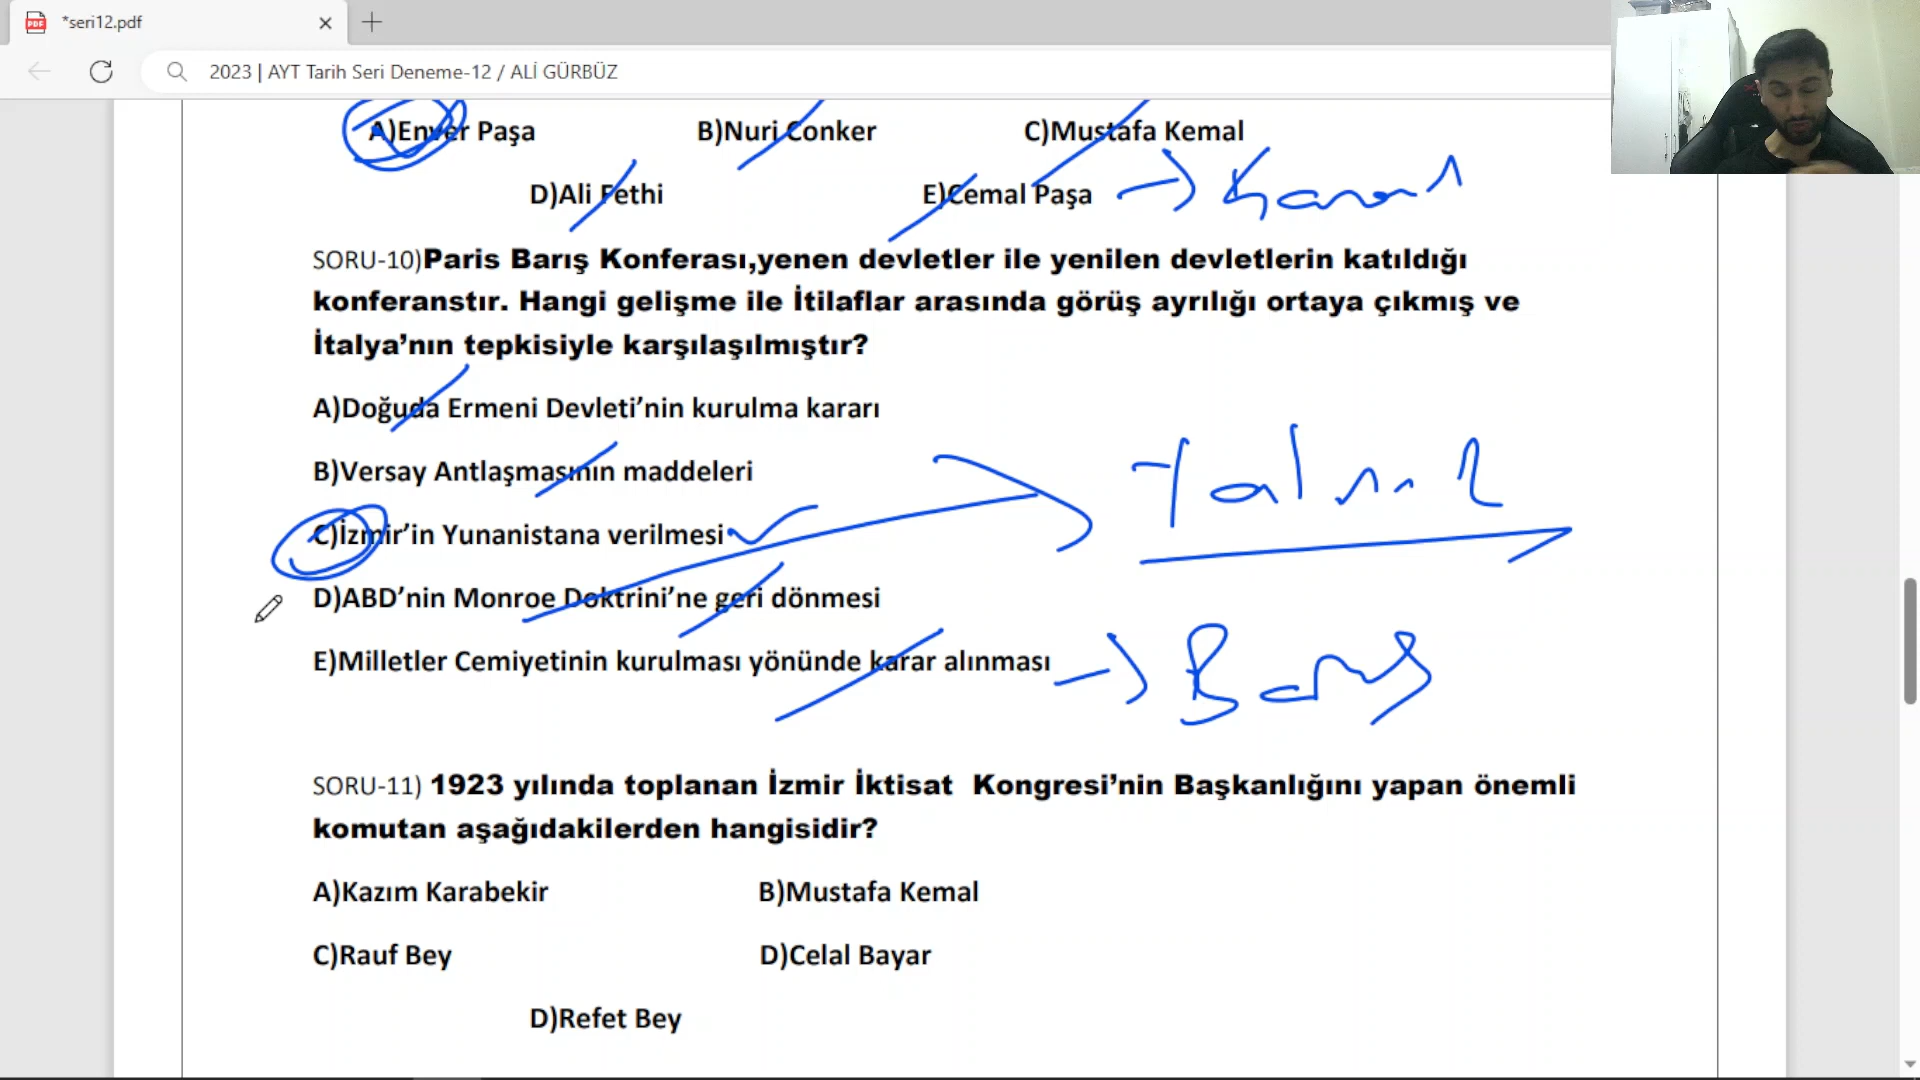 *seri12.pdf
2023 | AYT Tarih Seri Deneme-12 / ALİ GÜRBÜZ
A)Enver Paşa B)Nuri Conker C)Mustafa Kemal
D)Ali Fethi E)Cemal Paşa
SORU-10)Paris Barış Konferası,yenen devletler ile yenilen devletlerin katıldığı
konferanstır. Hangi gelişme ile İtilaflar arasında görüş ayrılığı ortaya çıkmış ve
İtalya’nın tepkisiyle karşılaşılmıştır?
A)Doğuda Ermeni Devleti’nin kurulma kararı
B)Versay Antlaşmasının maddeleri
C)İzmir’in Yunanistana verilmesi
D)ABD’nin Monroe Doktrini’ne geri dönmesi
E)Milletler Cemiyetinin kurulması yönünde karar alınması
Barış
SORU-11) 1923 yılında toplanan İzmir İktisat Kongresi’nin Başkanlığını yapan önemli
komutan aşağıdakilerden hangisidir?
A)Kazım Karabekir B)Mustafa Kemal
C)Rauf Bey D)Celal Bayar
D)Refet Bey